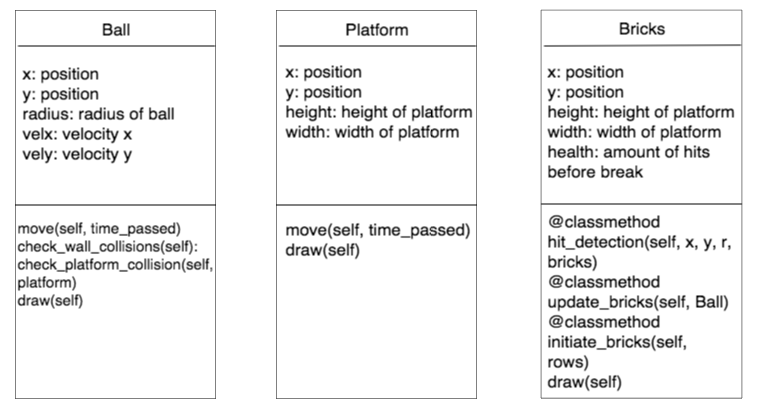 Ball
x: position
y: position
radius: radius of ball
velx: velocity x
vely: velocity y
move(self, time_passed)
check_wall_collisions(self):
check_platform_collision(self,
platform)
draw(self)
Platform
x: position
y: position
height: height of platform
width: width of platform
move(self, time_passed)
draw(self)
Bricks
x: position
y: position
height: height of platform
width: width of platform
health: amount of hits
before break
@classmethod
hit_detection(self, x, y, r,
bricks)
@classmethod
update_bricks(self, Ball)
@classmethod
initiate_bricks(self,
rows)
draw(self)